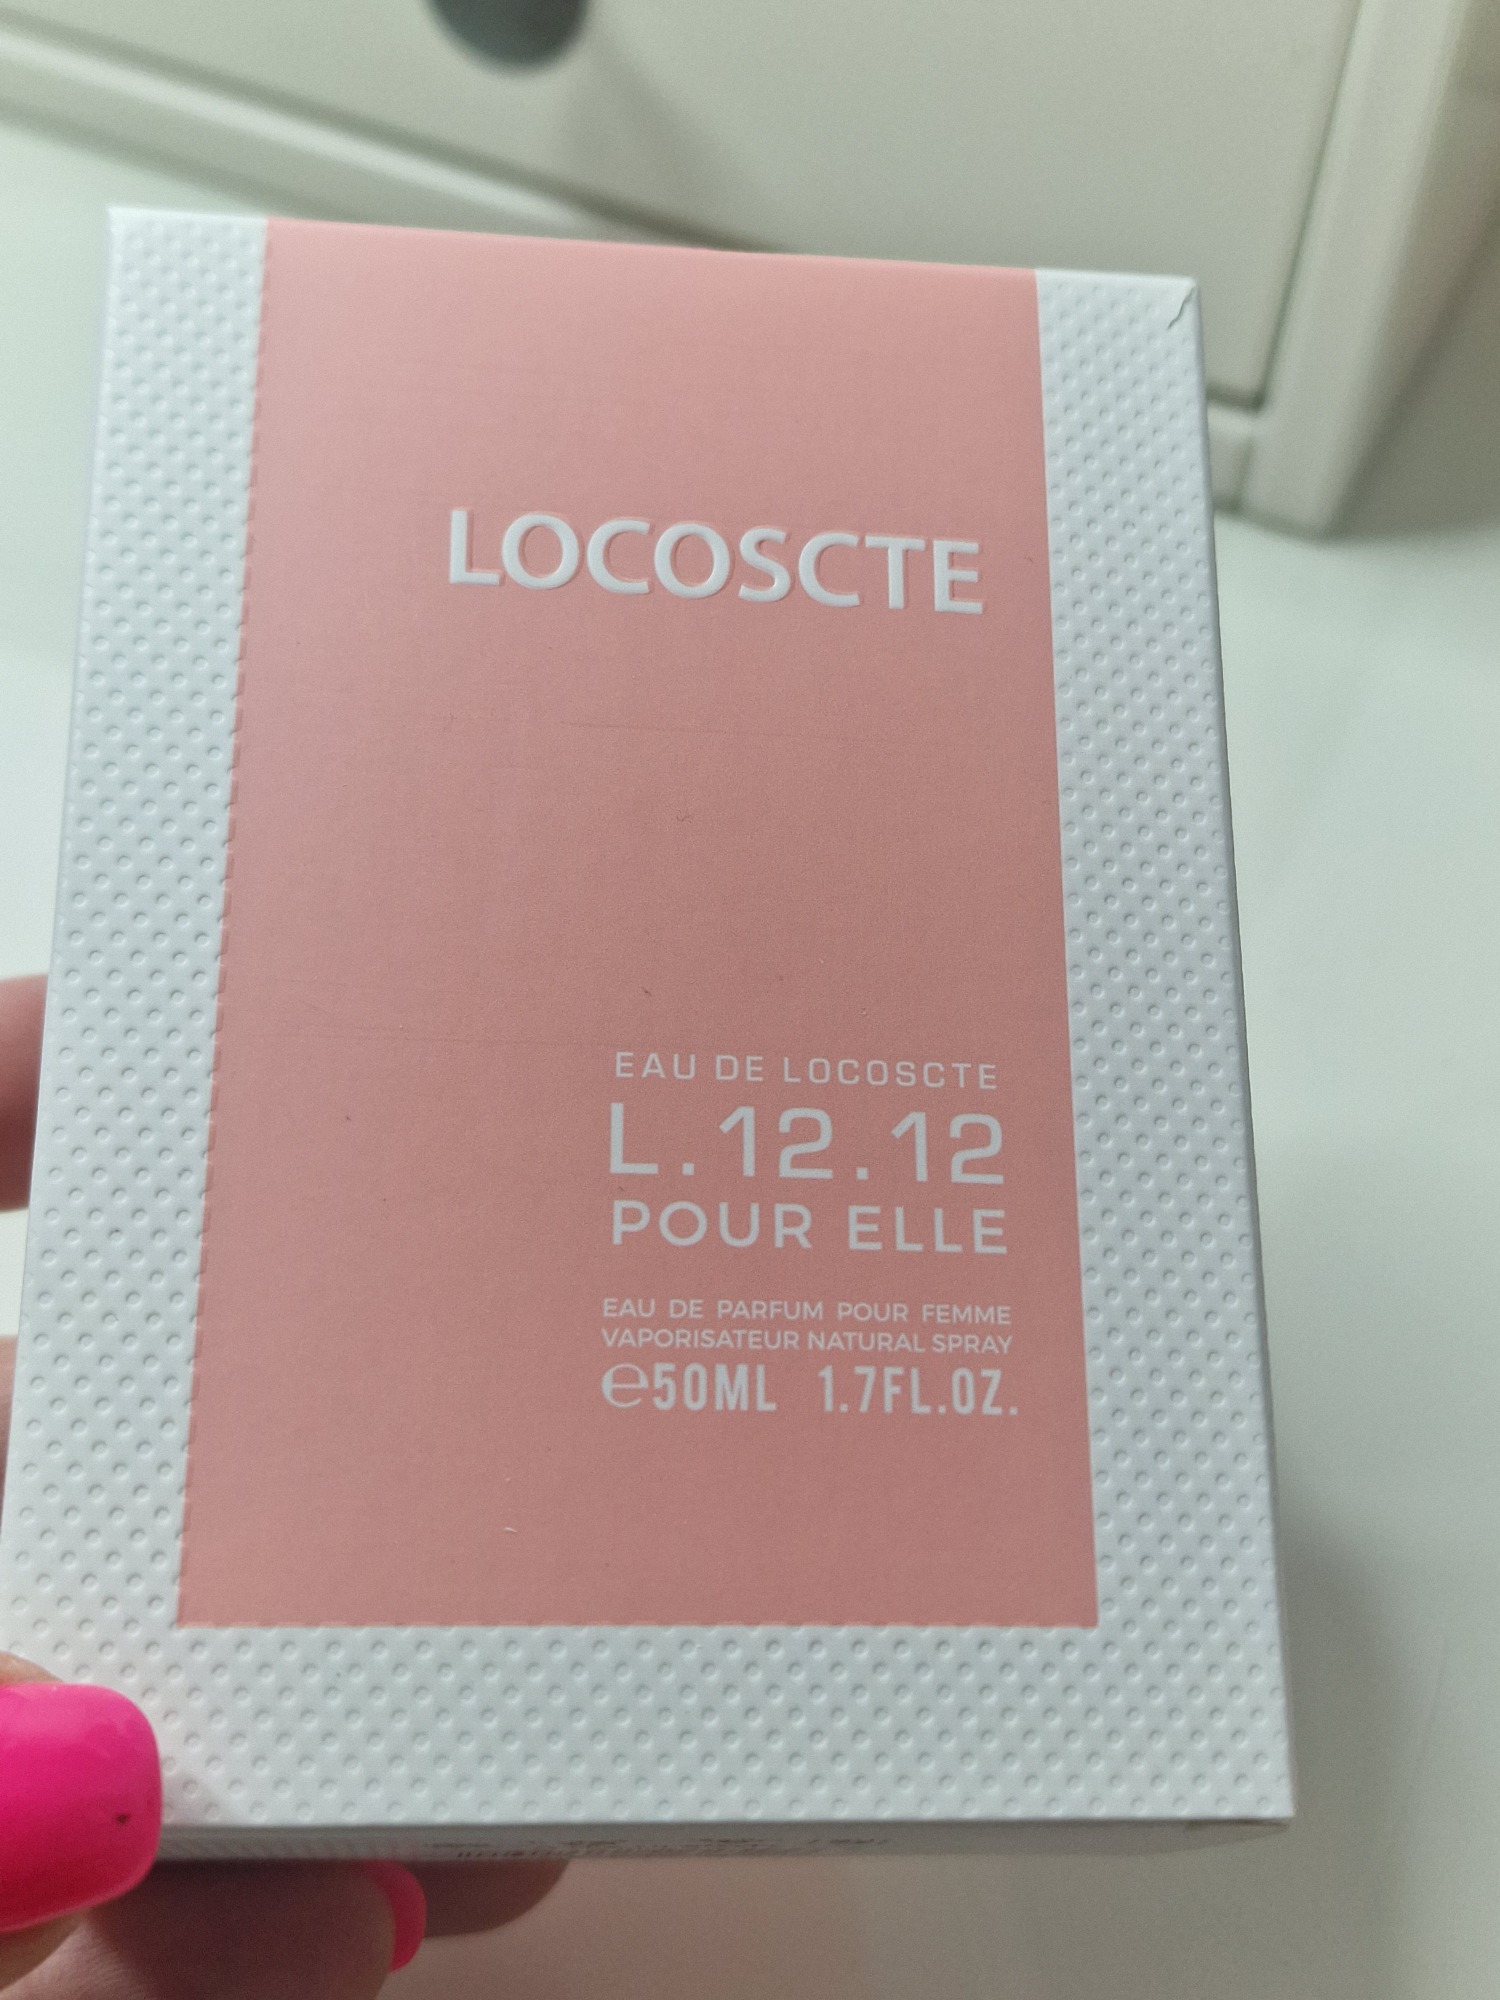 LOCOSCTE
EAU DE LOCOSCTE
L.12.12
POUR ELLE
EAU DE PARFUM POUR FEMME
VAPORISATEUR NATURAL SPRAY
℮50ML 1.7FL.OZ.